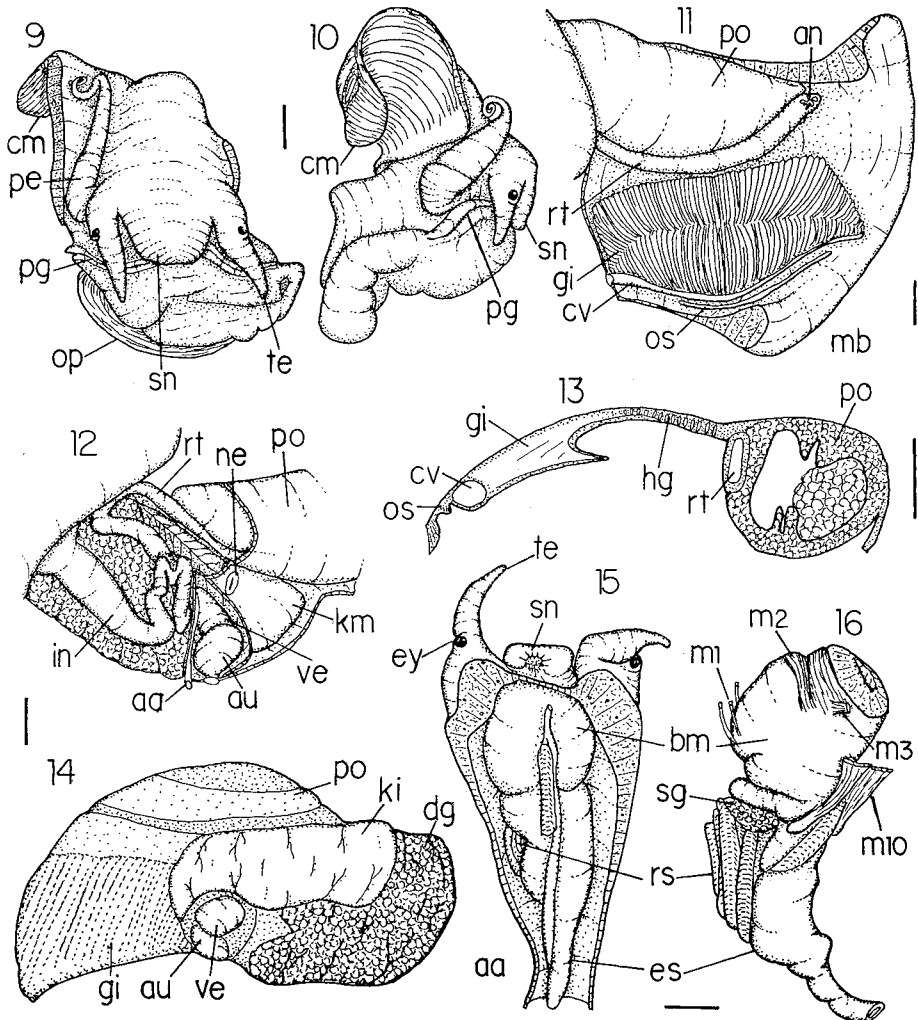 9
cm
pe
pg
op
sn
te
10
cm
sn
pg
11
po
an
rt
gi
cv
os
mb
12
rt
ne
po
in
aa
au
ve
km
13
gi
po
cv
os
hg
rt
14
po
ki
dg
gi
au
ve
15
te
sn
ey
bm
rs
aa
es
16
m2
m1
m3
sg
m10